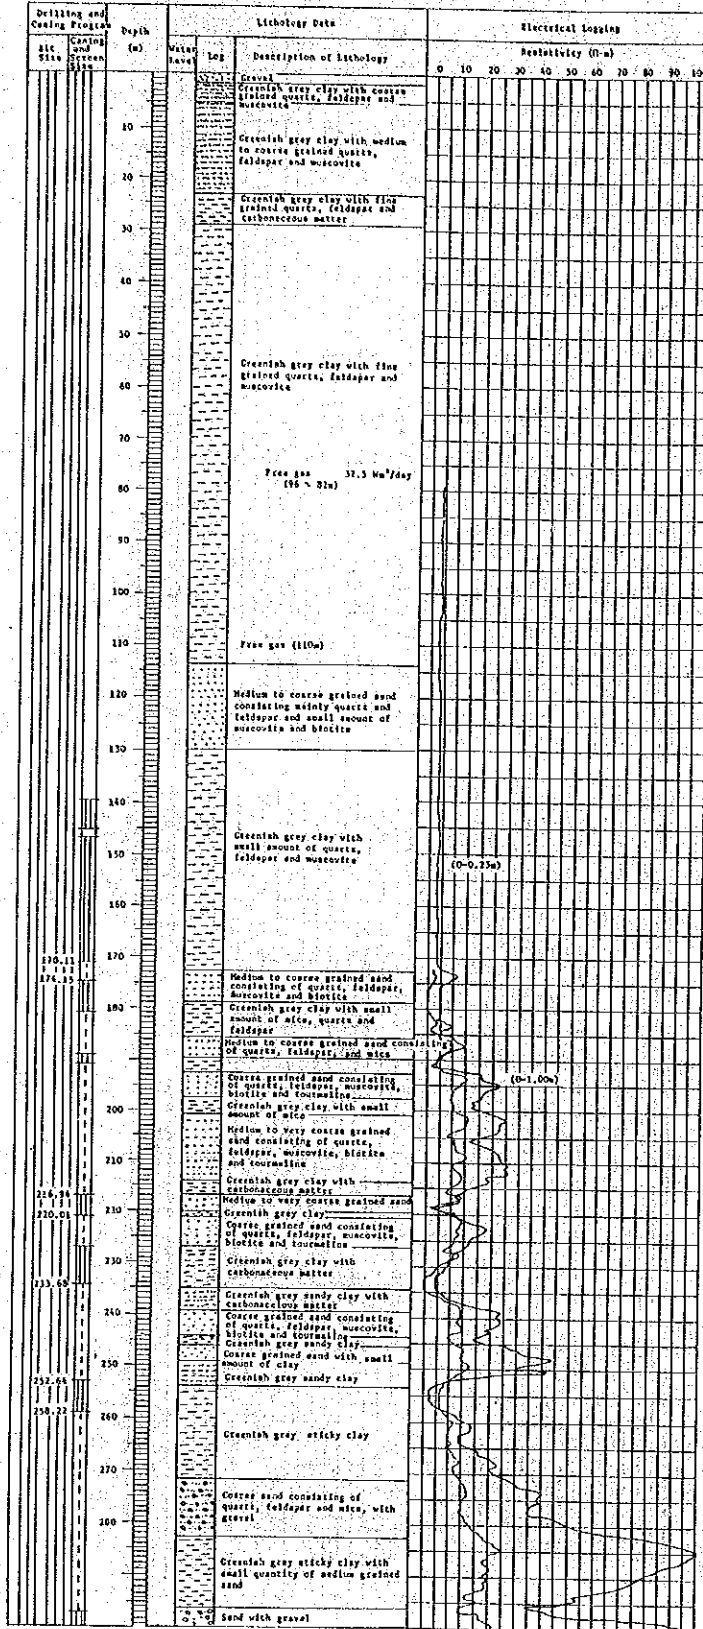 Drilling and
Casing Program
Depth
(m)
Lithology Data
Electrical Logging
Bit
Size
Casing
and
Screen
Size
Water
Level
Log
Description of Lithology
Resistivity (Ω-m)
0 10 20 30 40 50 60 70 80 90 100
Gravel
Greenish grey clay with coarse
grained quartz, feldspar and
muscovite
10
Greenish grey clay with medium
to coarse grained quartz,
feldspar and muscovite
20
Greenish grey clay with fine
grained quartz, feldspar and
carbonaceous matter
30
40
50
Greenish grey clay with fine
grained quartz, feldspar and
muscovite
60
70
Free gas 37.5 Nm³/day
(96 ~ 82m)
80
90
100
110
Free gas (110m)
120
Medium to coarse grained sand
consisting mainly quartz and
feldspar and small amount of
muscovite and biotite
130
140
Greenish grey clay with
small amount of quartz,
feldspar and muscovite
150
(0-0.25m)
160
170
170.11
174.15
Medium to coarse grained sand
consisting of quartz, feldspar,
muscovite and biotite
180
Greenish grey clay with small
amount of mica, quartz and
feldspar
Medium to coarse grained sand consisting
of quartz, feldspar, and mica
190
Coarse grained sand consisting
of quartz, feldspar, muscovite,
biotite and tourmaline
(0-1.00m)
200
Greenish grey clay with small
amount of mica
Medium to very coarse grained
sand consisting of quartz,
feldspar, muscovite, biotite
and tourmaline
210
Greenish grey clay with
carbonaceous matter
216.96
Medium to very coarse grained sand
220.01
210
Greenish grey clay
Coarse grained sand consisting
of quartz, feldspar, muscovite,
biotite and tourmaline
230
Greenish grey clay with
carbonaceous matter
233.68
Greenish grey sandy clay with
carbonaceious matter
240
Coarse grained sand consisting
of quartz, feldspar, muscovite,
biotite and tourmaline
Greenish grey sandy clay
250
Coarse grained sand with small
amount of clay
252.64
Greenish grey sandy clay
258.22
260
Greenish grey sticky clay
270
Coarse sand consisting of
quartz, feldspar and mica, with
gravel
280
Greenish grey sticky clay with
small quantity of medium grained
sand
Sand with gravel